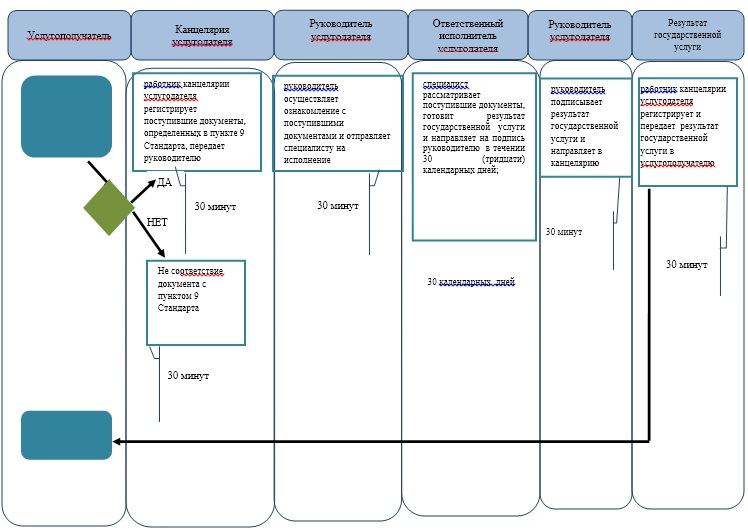 Услугополучатель
Канцелярия
услугодателя
Руководитель
услугодателя
Ответственный
исполнитель
услугодателя
Руководитель
услугодателя
Результат
государственной
услуги
работник канцелярии
услугодателя
регистрирует
поступившие документы,
определенных в пункте 9
Стандарта, передает
руководителю
руководитель
осуществляет
ознакомление с
поступившими
документами и отправляет
специалисту на
исполнение
специалист
рассматривает
поступившие документы,
готовит результат
государственной услуги
и направляет на подпись
руководителю в течении
30 (тридцати)
календарных дней;
руководитель
подписывает
результат
государственной
услуги и
направляет в
канцелярию
работник канцелярии
услугодателя
регистрирует и
передает результат
государственной
услуги в
услугополучателю
ДА
30 минут
30 минут
НЕТ
30 минут
30 минут
Не соответствие
документа с
пунктом 9
Стандарта
30 календарных дней
30 минут